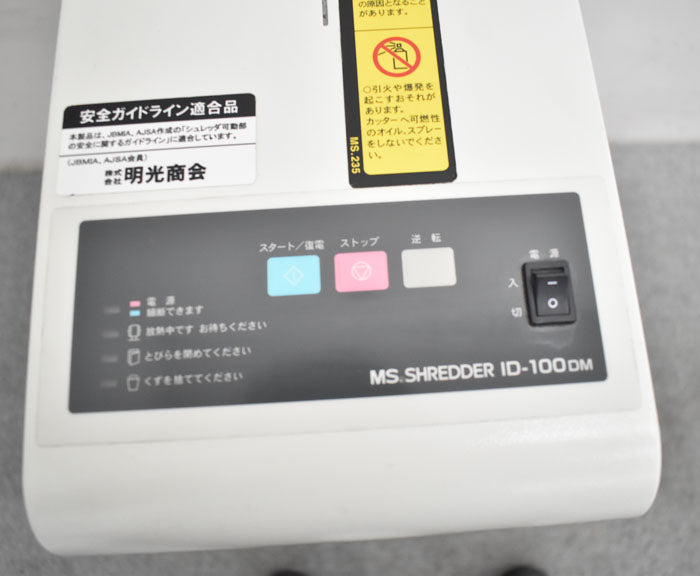 の原因となること
があります。
○引火や爆発を
起こすおそれが
あります。
カッターへ可燃性
のオイル、スプレー
をしないでくださ
い。
MS.235
安全ガイドライン適合品
本製品は、JBMIA、AJSA作成の「シュレッダ可動部
の安全に関するガイドライン」に適合しています。
(JBMIA、AJSA会員)
株式会社 明光商会
スタート/復電
ストップ
逆転
電源
入
切
電源
細断できます
放熱中です お待ちください
とびらを閉めてください
くずを捨ててください
MS. SHREDDER ID-100DM